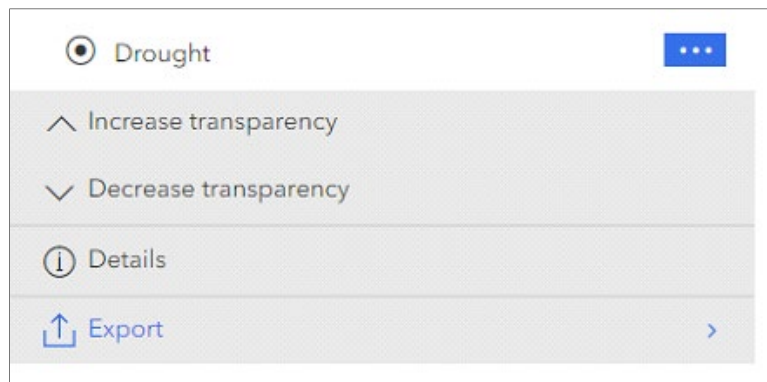 Drought
Increase transparency
Decrease transparency
Details
Export